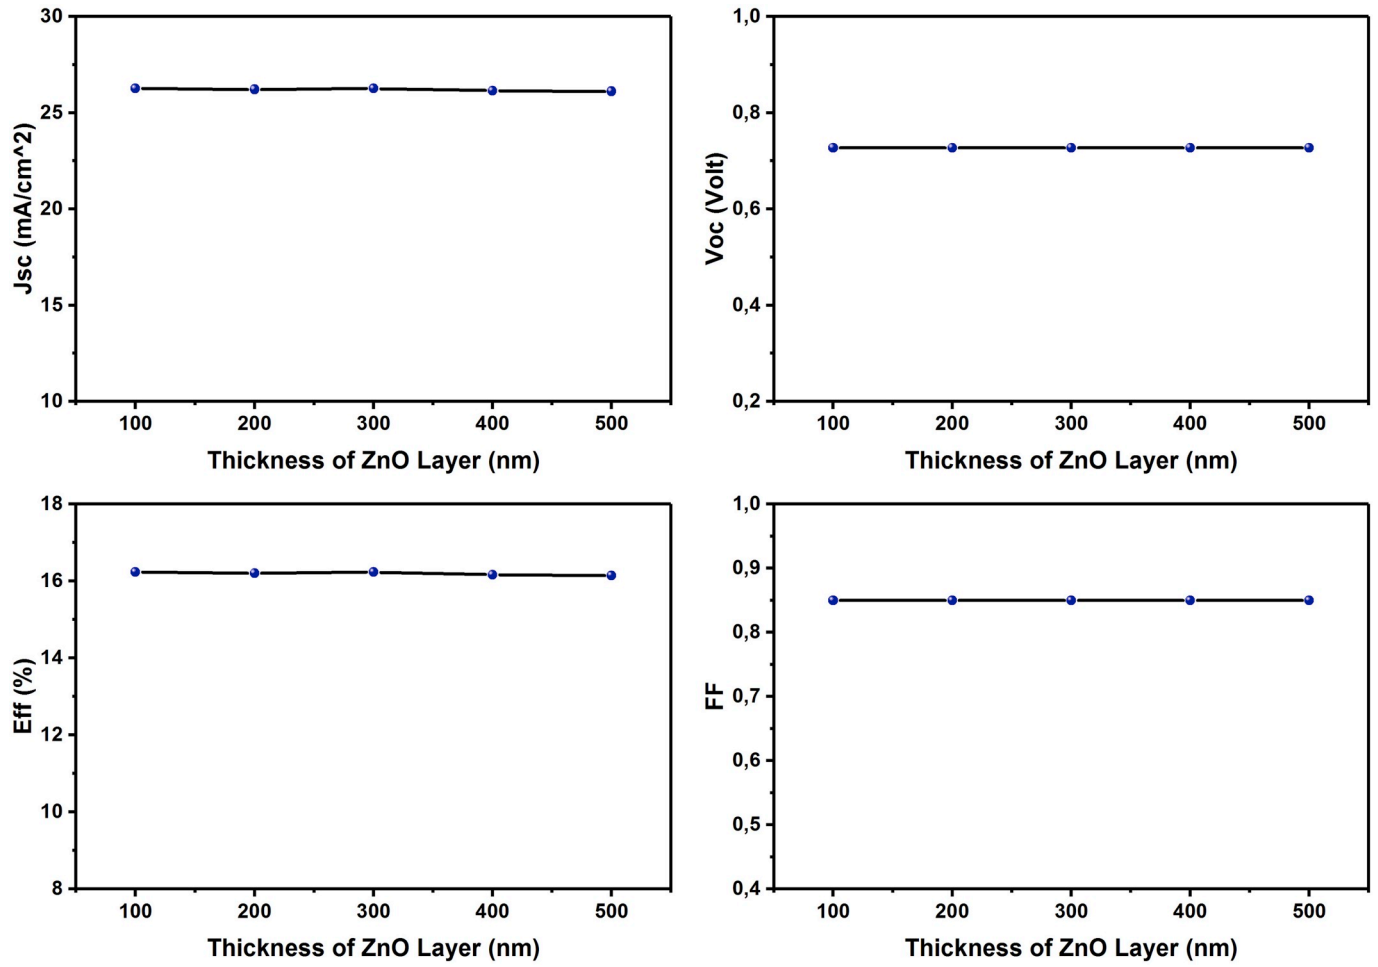 30
25
20
15
10
Jsc (mA/cm^2)
100 200 300 400 500
Thickness of ZnO Layer (nm)
1,0
0,8
0,6
0,4
0,2
Voc (Volt)
100 200 300 400 500
Thickness of ZnO Layer (nm)
18
16
14
12
10
8
Eff (%)
100 200 300 400 500
Thickness of ZnO Layer (nm)
1,0
0,9
0,8
0,7
0,6
0,5
0,4
FF
100 200 300 400 500
Thickness of ZnO Layer (nm)